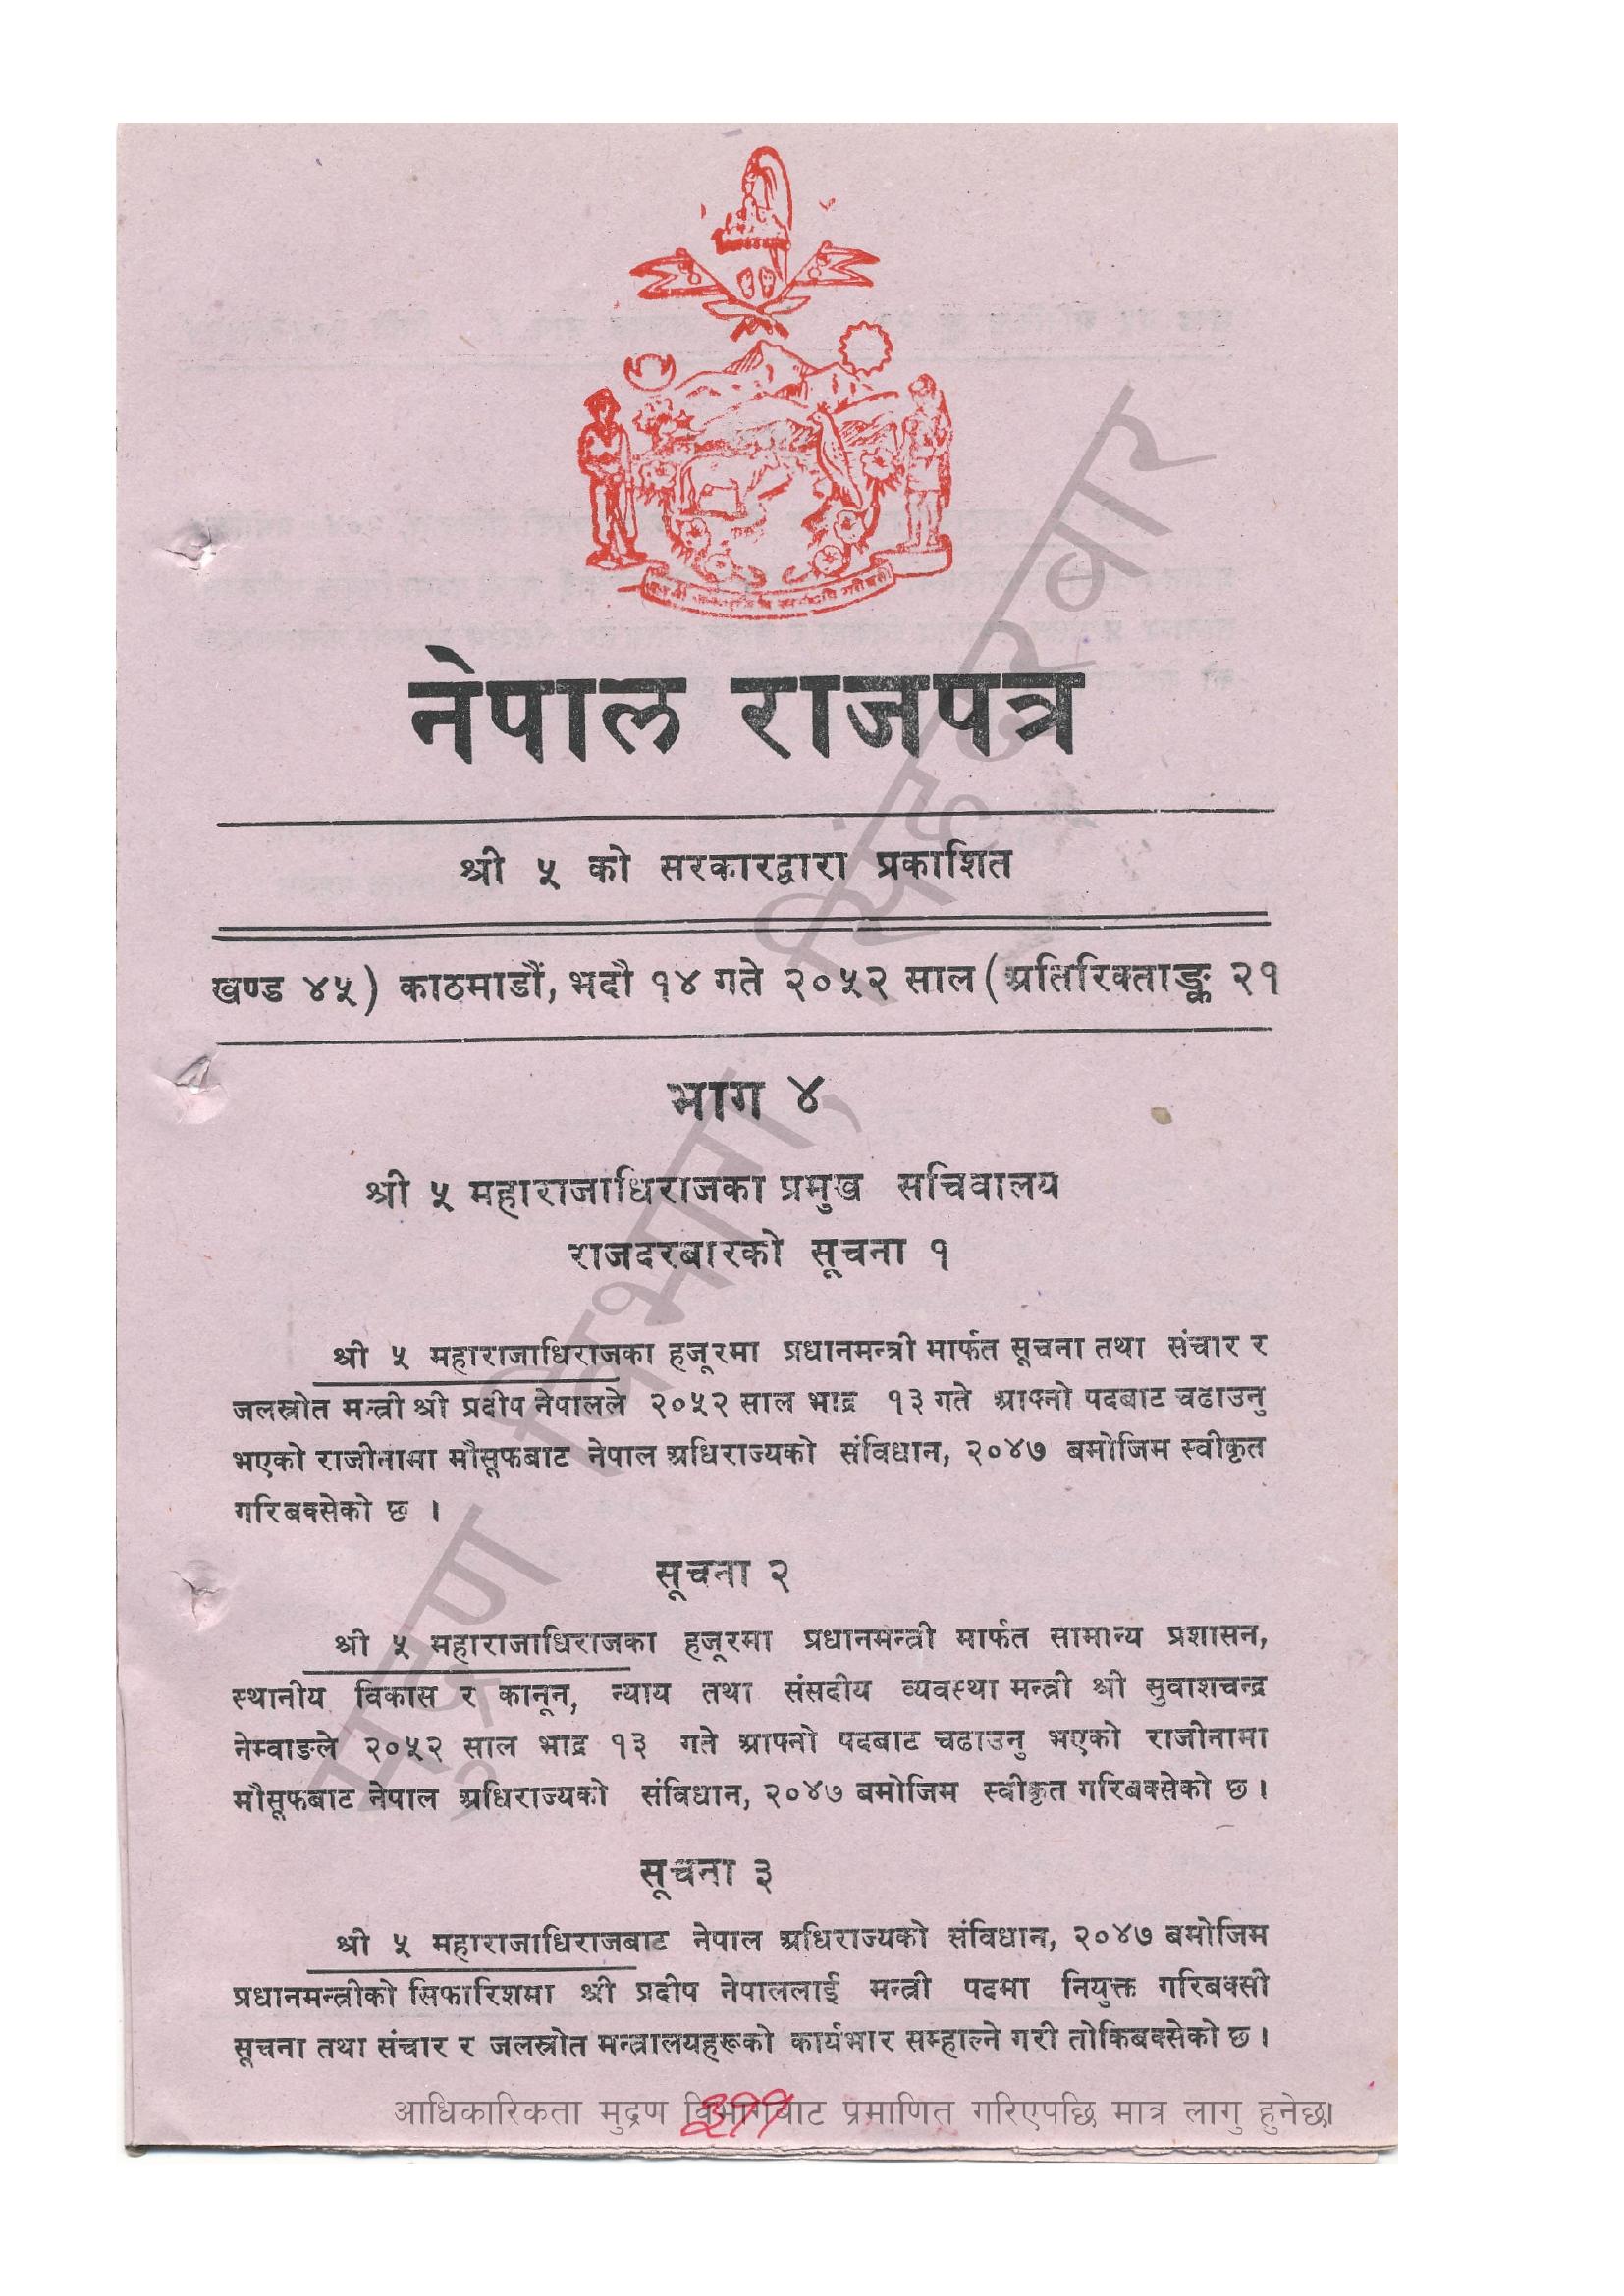 नेपाल राजपत्र
श्री ५ को सरकारद्वारा प्रकाशित
खण्ड ४५) काठमाडौं, भदौ १४ गते २०५२ साल (अतिरिक्ताङ्क २१
भाग ४
श्री ५ महाराजाधिराजका प्रमुख सचिवालय
राजदरबारको सूचना १
श्री ५ महाराजाधिराजका हजूरमा प्रधानमन्त्री मार्फत सूचना तथा संचार र
जलस्रोत मन्त्री श्री प्रदीप नेपालले २०५२ साल भाद्र १३ गते आफ्नो पदबाट चढाउनु
भएको राजीनामा मौसूफबाट नेपाल अधिराज्यको संविधान, २०४७ बमोजिम स्वीकृत
गरिबक्सेको छ ।
सूचना २
श्री ५ महाराजाधिराजका हजूरमा प्रधानमन्त्री मार्फत सामान्य प्रशासन,
स्थानीय विकास र कानून, न्याय तथा संसदीय व्यवस्था मन्त्री श्री सुवाशचन्द्र
नेम्वाङले २०५२ साल भाद्र १३ गते आफ्नो पदबाट चढाउनु भएको राजीनामा
मौसूफबाट नेपाल अधिराज्यको संविधान, २०४७ बमोजिम स्वीकृत गरिबक्सेको छ ।
सूचना ३
श्री ५ महाराजाधिराजबाट नेपाल अधिराज्यको संविधान, २०४७ बमोजिम
प्रधानमन्त्रीको सिफारिशमा श्री प्रदीप नेपाललाई मन्त्री पदमा नियुक्त गरिबक्सी
सूचना तथा संचार र जलस्रोत मन्त्रालयहरूको कार्यभार सम्हाल्ने गरी तोकिबक्सेको छ ।
मुद्रण विभाग, सिंहदरबार
आधिकारिकता मुद्रण विभागबाट प्रमाणित गरिएपछि मात्र लागु हुनेछ।